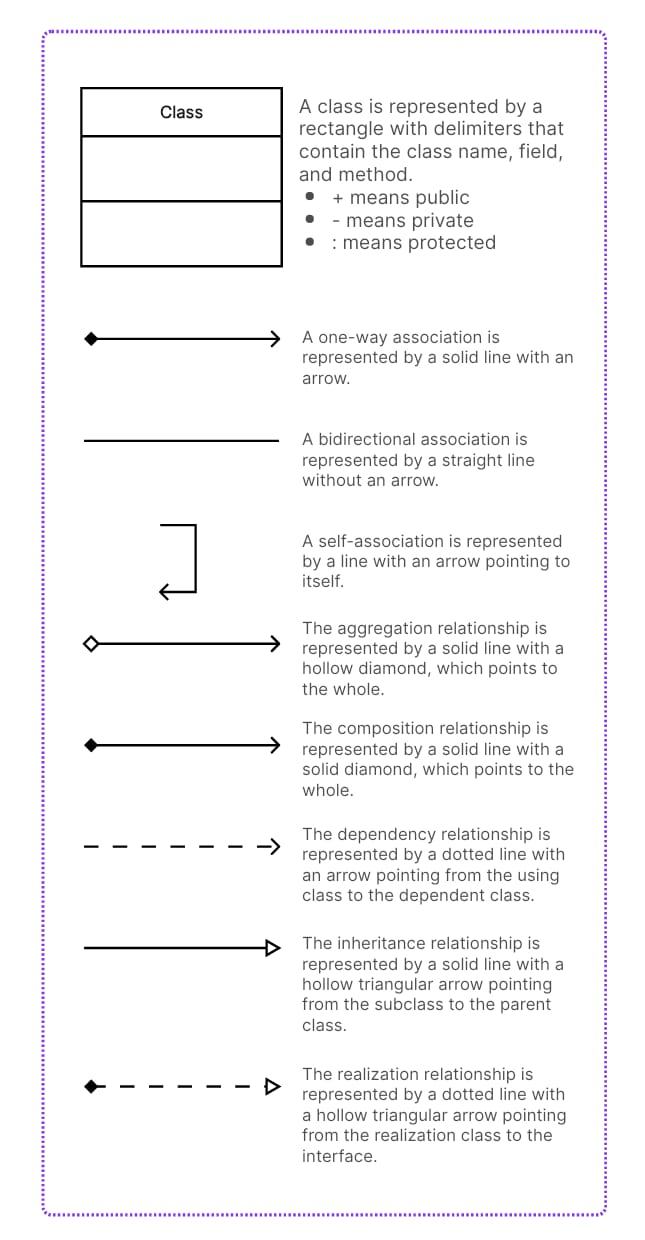 Class
A class is represented by a
rectangle with delimiters that
contain the class name, field,
and method.
• + means public
• - means private
• : means protected
A one-way association is
represented by a solid line with an
arrow.
A bidirectional association is
represented by a straight line
without an arrow.
A self-association is represented
by a line with an arrow pointing to
itself.
The aggregation relationship is
represented by a solid line with a
hollow diamond, which points to
the whole.
The composition relationship is
represented by a solid line with a
solid diamond, which points to the
whole.
The dependency relationship is
represented by a dotted line with
an arrow pointing from the using
class to the dependent class.
The inheritance relationship is
represented by a solid line with a
hollow triangular arrow pointing
from the subclass to the parent
class.
The realization relationship is
represented by a dotted line with
a hollow triangular arrow pointing
from the realization class to the
interface.